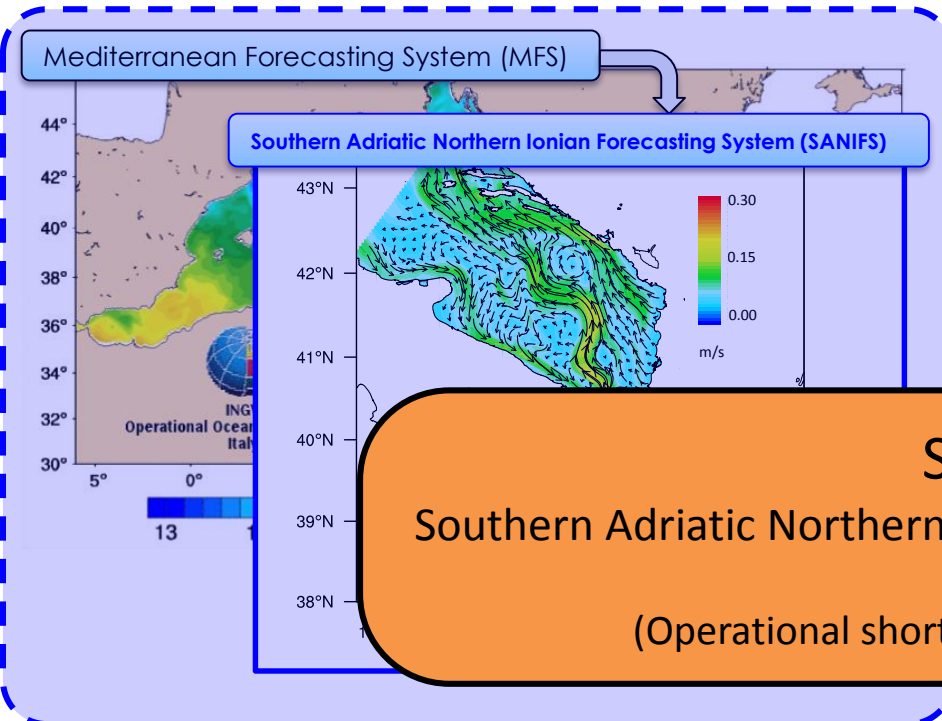 Mediterranean Forecasting System (MFS)
Southern Adriatic Northern Ionian Forecasting System (SANIFS)
44°
42°
40°
38°
36°
34°
32°
30°
5°
0°
INGV
Operational Ocea
Italy
13
43°N
42°N
41°N
40°N
39°N
38°N
0.30
0.15
0.00
m/s
S
Southern Adriatic Northern
(Operational short